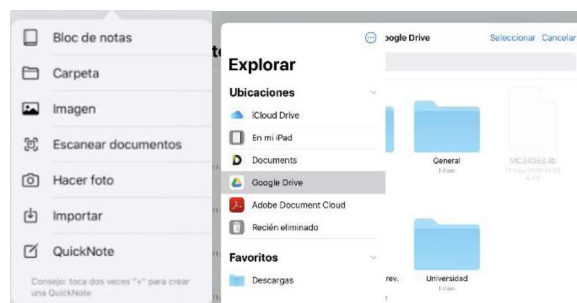 Bloc de notas
Carpeta
Imagen
Escanear documentos
Hacer foto
Importar
QuickNote
Consejo: toca dos veces "+" para crear
una QuickNote
Explorar
Ubicaciones
iCloud Drive
En mi iPad
Documents
Google Drive
Adobe Document Cloud
Recién eliminado
Favoritos
Descargas
oogle Drive
Seleccionar Cancelar
General
1 item
MC34063.lib
rev.
Universidad
1 item